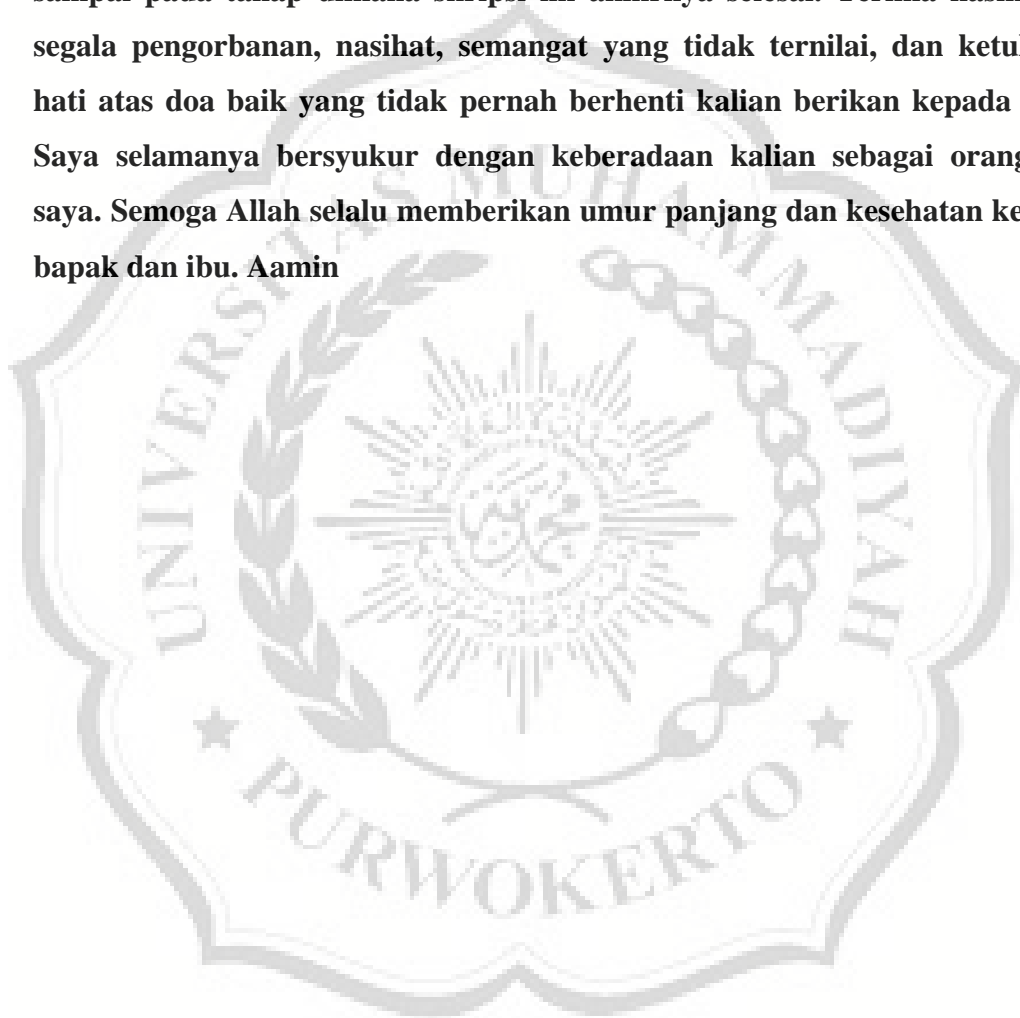 sampai pada tahap dimana skripsi ini akhirnya selesai. Terima kasih
segala pengorbanan, nasihat, semangat yang tidak ternilai, dan
hati atas doa baik yang tidak pernah berhenti kalian berikan kepada
Saya selamanya bersyukur dengan keberadaan kalian sebagai orang
saya. Semoga Allah selalu memberikan umur panjang dan kesehatan
bapak dan ibu. Aamin
UNIVERSITAS MUHAMMADIYAH
PURWOKERTO